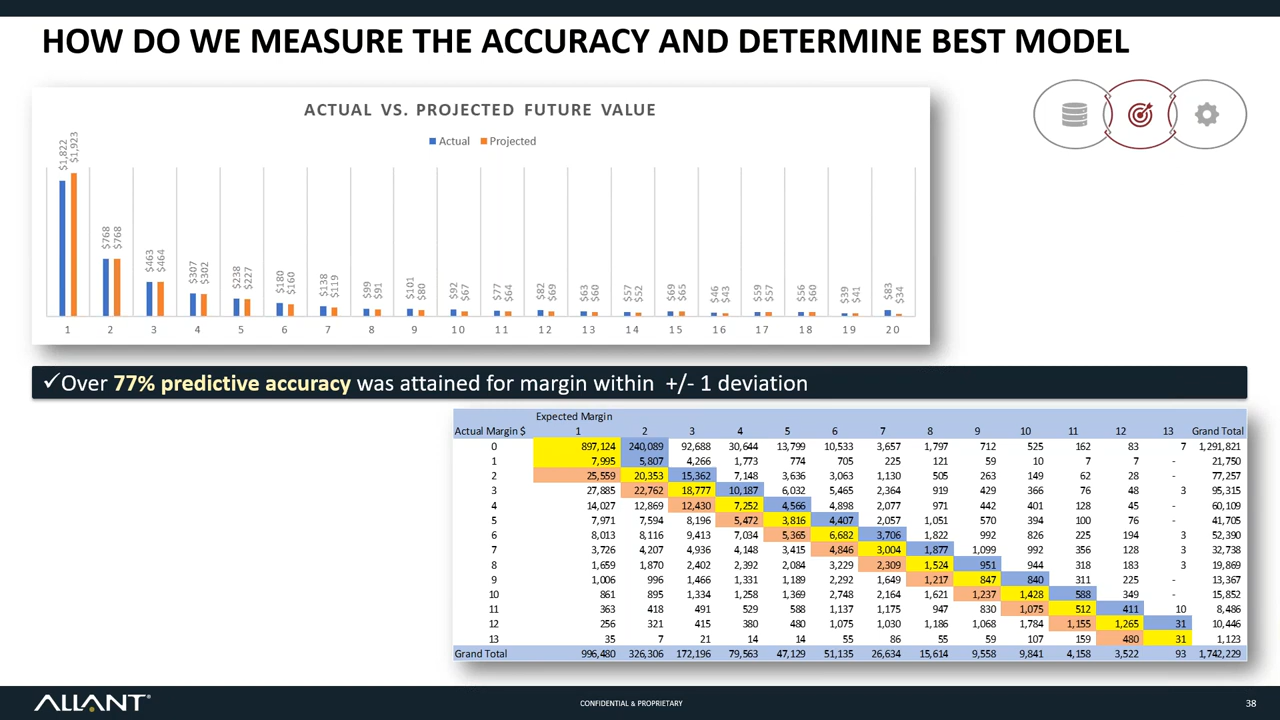 HOW DO WE MEASURE THE ACCURACY AND DETERMINE BEST MODEL
ACTUAL VS. PROJECTED FUTURE VALUE
Actual Projected
$1,822 $1,923 $768 $768 $463 $464 $307 $302 $238 $227 $180 $160 $138 $119 $99 $91 $101 $80 $92 $67 $77 $64 $82 $69 $63 $60 $57 $52 $69 $65 $46 $43 $59 $57 $56 $60 $39 $41 $83 $34
1 2 3 4 5 6 7 8 9 10 11 12 13 14 15 16 17 18 19 20
✓Over 77% predictive accuracy was attained for margin within +/- 1 deviation
Expected Margin
Actual Margin $ 1 2 3 4 5 6 7 8 9 10 11 12 13 Grand Total
0 897,124 240,089 92,688 30,644 13,799 10,533 3,657 1,797 712 525 162 83 7 1,291,821
1 7,995 5,807 4,266 1,773 774 705 225 121 59 10 7 7 - 21,750
2 25,559 20,353 15,362 7,148 3,636 3,063 1,130 505 263 149 62 28 - 77,257
3 27,885 22,762 18,777 10,187 6,032 5,465 2,364 919 429 366 76 48 3 95,315
4 14,027 12,869 12,430 7,252 4,566 4,898 2,077 971 442 401 128 45 - 60,109
5 7,971 7,594 8,196 5,472 3,816 4,407 2,057 1,051 570 394 100 76 - 41,705
6 8,013 8,116 9,413 7,034 5,365 6,682 3,706 1,822 992 826 225 194 3 52,390
7 3,726 4,207 4,936 4,148 3,415 4,846 3,004 1,877 1,099 992 356 128 3 32,738
8 1,659 1,870 2,402 2,392 2,084 3,229 2,309 1,524 951 944 318 183 3 19,869
9 1,006 996 1,466 1,331 1,189 2,292 1,649 1,217 847 840 311 225 - 13,367
10 861 895 1,334 1,258 1,369 2,748 2,164 1,621 1,237 1,428 588 349 - 15,852
11 363 418 491 529 588 1,137 1,175 947 830 1,075 512 411 10 8,486
12 256 321 415 380 480 1,075 1,030 1,186 1,068 1,784 1,155 1,265 31 10,446
13 35 7 21 14 14 55 86 55 59 107 159 480 31 1,123
Grand Total 996,480 326,306 172,196 79,563 47,129 51,135 26,634 15,614 9,558 9,841 4,158 3,522 93 1,742,229
ALLANT®
CONFIDENTIAL & PROPRIETARY
38